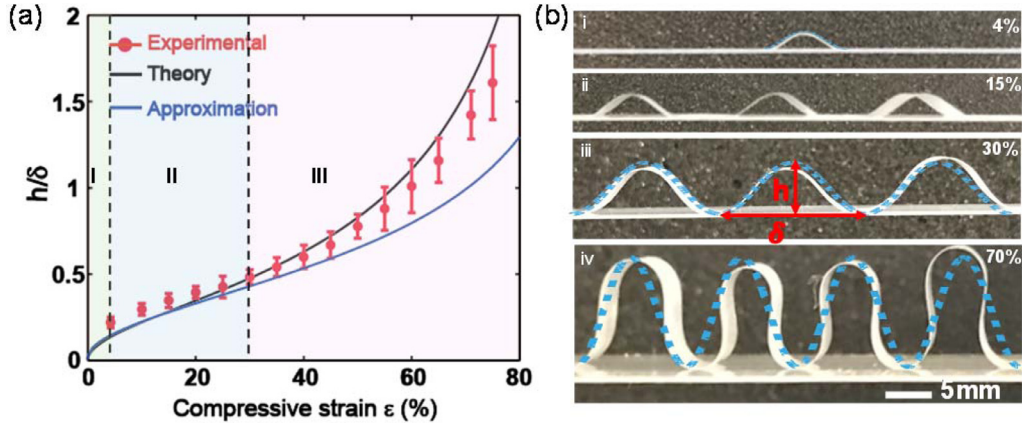 (a)
2
1.5
1
0.5
0
h/δ
Experimental
Theory
Approximation
I
II
III
0
20
40
60
80
Compressive strain ε (%)
(b)
i
4%
ii
15%
iii
30%
h
δ
iv
70%
5mm